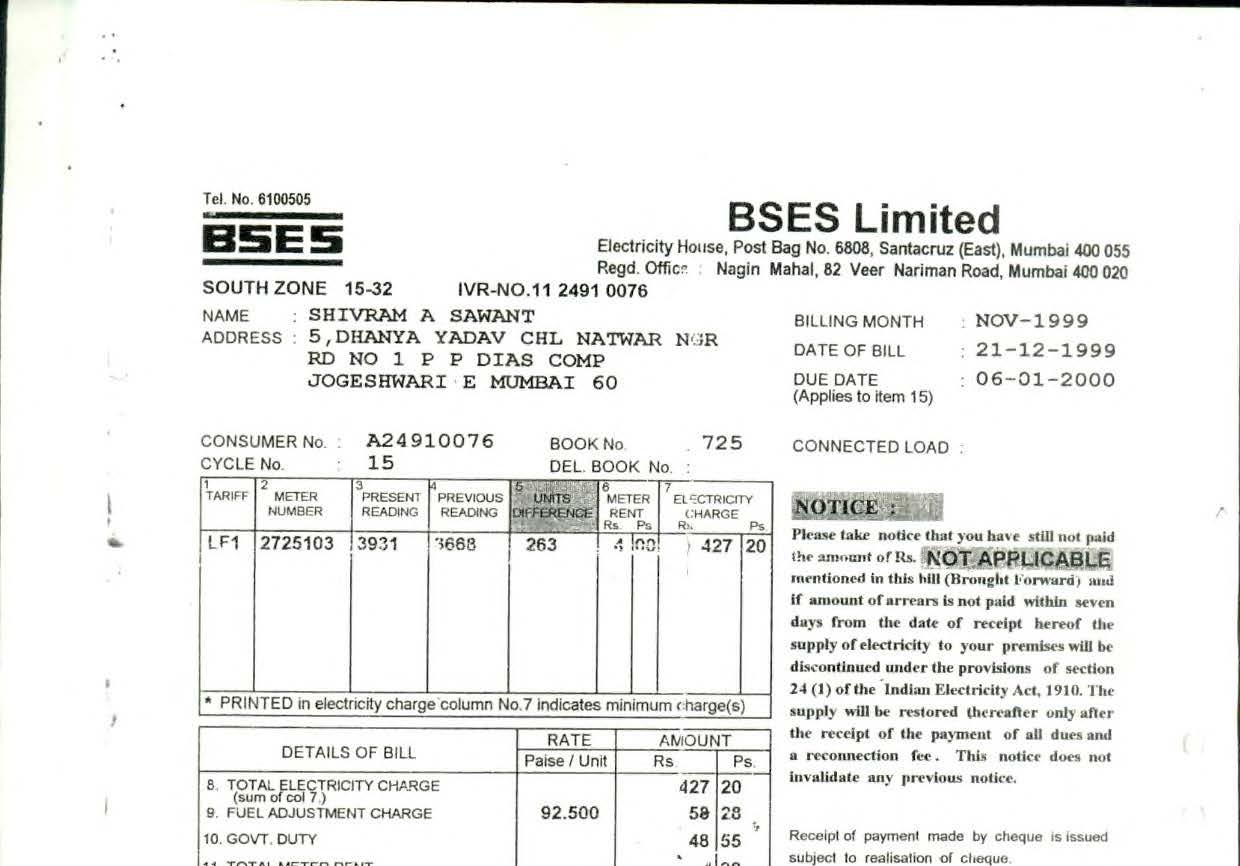 Tel. No. 6100505
BSES
BSES Limited
Electricity House, Post Bag No. 6808, Santacruz (East), Mumbai 400 055
Regd. Office : Nagin Mahal, 82 Veer Nariman Road, Mumbai 400 020
SOUTH ZONE 15-32 IVR-NO.11 2491 0076
NAME : SHIVRAM A SAWANT
ADDRESS : 5,DHANYA YADAV CHL NATWAR NGR
RD NO 1 P P DIAS COMP
JOGESHWARI E MUMBAI 60
BILLING MONTH : NOV-1999
DATE OF BILL : 21-12-1999
DUE DATE : 06-01-2000
(Applies to item 15)
CONSUMER No. : A24910076 BOOK No. 725
CYCLE No. : 15 DEL. BOOK No. :
CONNECTED LOAD :
1 TARIFF
2 METER NUMBER
3 PRESENT READING
4 PREVIOUS READING
5 UNITS DIFFERENCE
6 METER RENT Rs. Ps
7 ELECTRICITY CHARGE Rs. Ps.
LF1 2725103 3931 3668 263 4 00 427 20
* PRINTED in electricity charge column No.7 indicates minimum charge(s)
DETAILS OF BILL
RATE
Paise / Unit
AMOUNT
Rs. Ps.
8. TOTAL ELECTRICITY CHARGE 427 20
(sum of col 7.)
9. FUEL ADJUSTMENT CHARGE 92.500 58 28
10. GOVT. DUTY 48 55
11. TOTAL METER RENT
NOTICE :
Please take notice that you have still not paid
the amount of Rs. NOT APPLICABLE
mentioned in this bill (Brought Forward) and
if amount of arrears is not paid within seven
days from the date of receipt hereof the
supply of electricity to your premises will be
discontinued under the provisions of section
24 (1) of the Indian Electricity Act, 1910. The
supply will be restored thereafter only after
the receipt of the payment of all dues and
a reconnection fee. This notice does not
invalidate any previous notice.
Receipt of payment made by cheque is issued
subject to realisation of cheque.